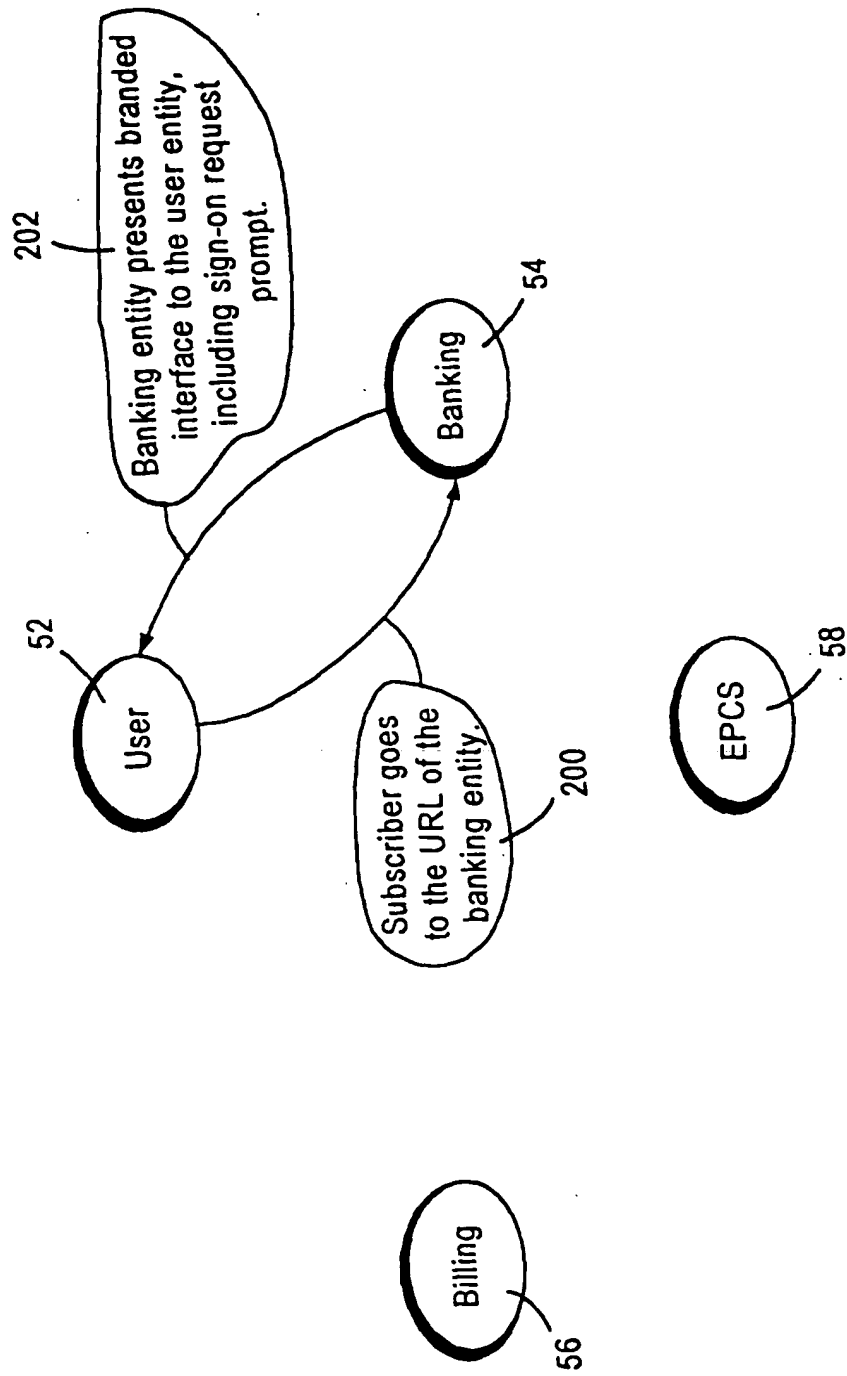 202
Banking entity presents branded
interface to the user entity,
including sign-on request
prompt.
52
User
Banking
54
Subscriber goes
to the URL of the
banking entity.
200
Billing
56
EPCS
58